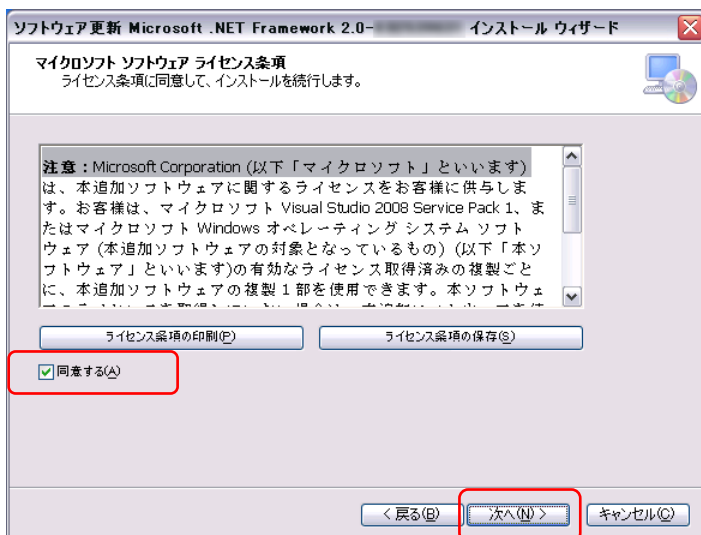 ソフトウェア更新 Microsoft .NET Framework 2.0- インストール ウィザード
マイクロソフト ソフトウェア ライセンス条項
ライセンス条項に同意して、インストールを続行します。
注意：Microsoft Corporation (以下「マイクロソフト」といいます)
は、本追加ソフトウェアに関するライセンスをお客様に供与しま
す。お客様は、マイクロソフト Visual Studio 2008 Service Pack 1、ま
たはマイクロソフト Windows オペレーティング システム ソフト
ウェア (本追加ソフトウェアの対象となっているもの) (以下「本ソ
フトウェア」といいます)の有効なライセンス取得済みの複製ごと
に、本追加ソフトウェアの複製１部を使用できます。本ソフトウェ
ライセンス条項の印刷(P)
ライセンス条項の保存(S)
同意する(A)
< 戻る(B)
次へ(N) >
キャンセル(C)